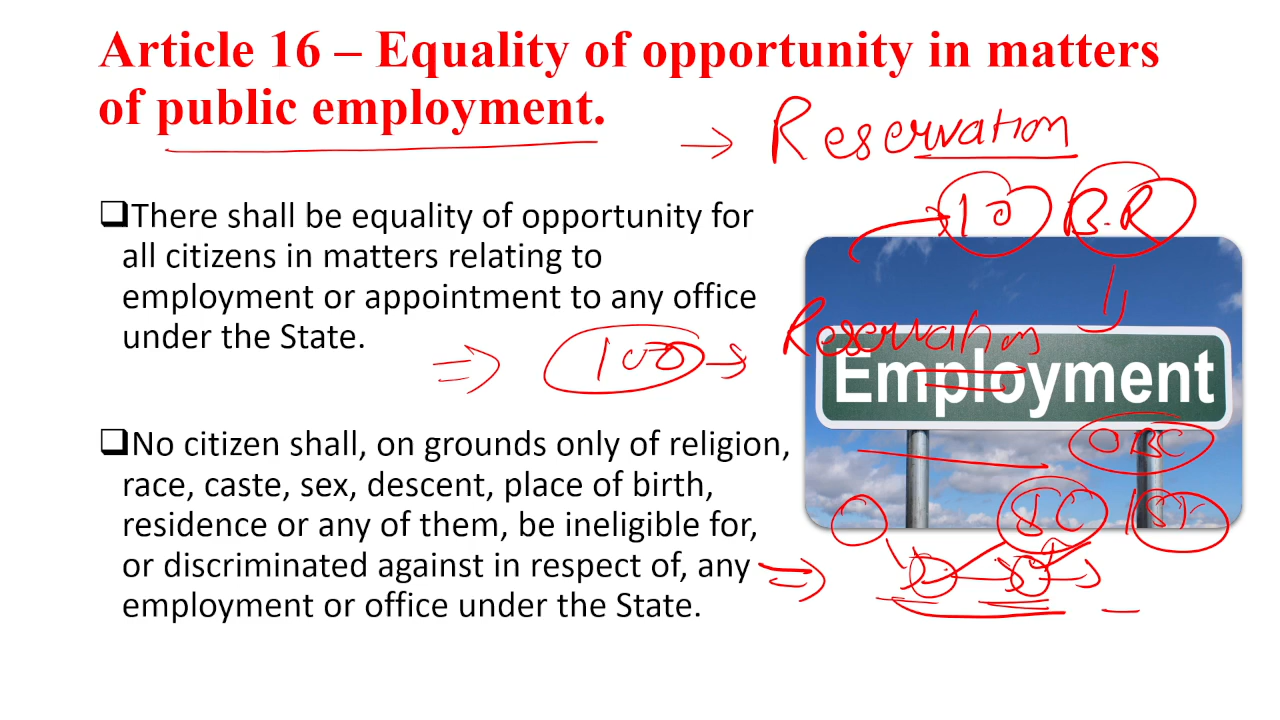 Article 16 – Equality of opportunity in matters
of public employment.
→ Reservation
10 B.R
❑There shall be equality of opportunity for
all citizens in matters relating to
employment or appointment to any office
under the State.
⇒ 100 → Reservation
Employment
OBC
❑No citizen shall, on grounds only of religion,
race, caste, sex, descent, place of birth,
residence or any of them, be ineligible for,
or discriminated against in respect of, any
employment or office under the State.
SC ST